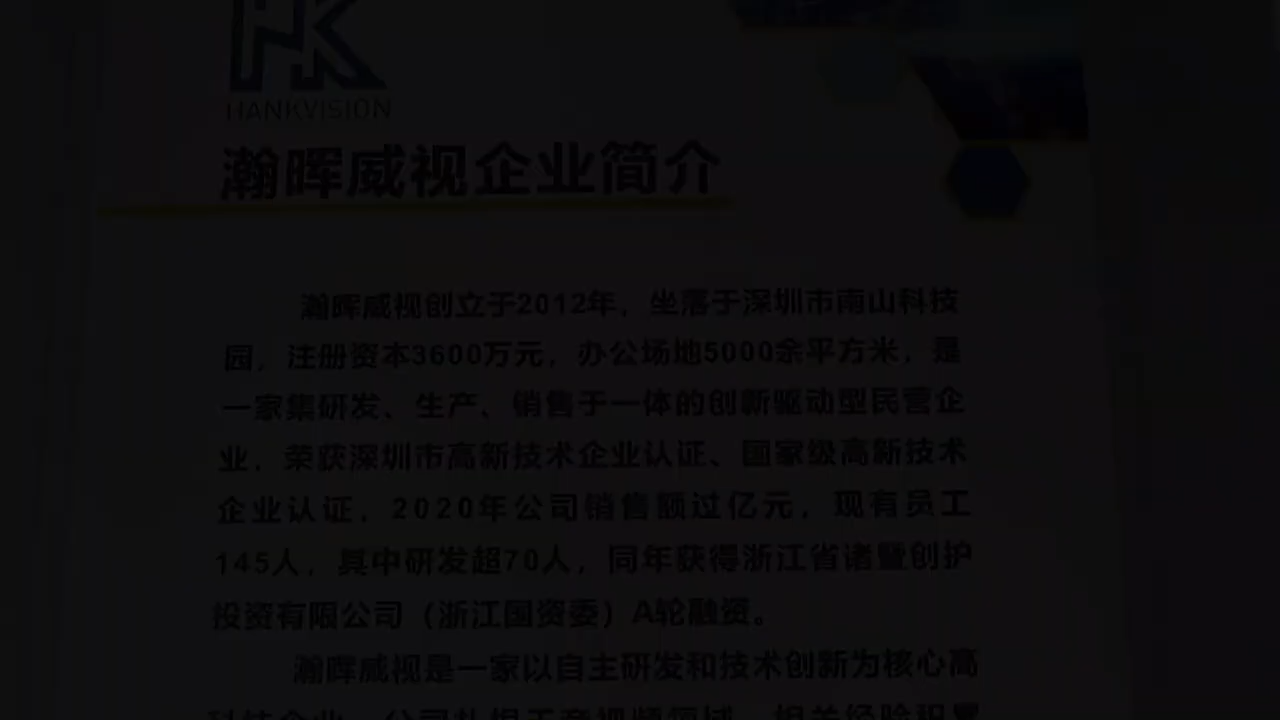 HK
HANKVISION
瀚晖威视企业简介
瀚晖威视创立于2012年，坐落于深圳市南山科技
园，注册资本3600万元，办公场地5000余平方米，是
一家集研发、生产、销售于一体的创新驱动型民营企
业，荣获深圳市高新技术企业认证、国家级高新技术
企业认证，2020年公司销售额过亿元，现有员工
145人，其中研发超70人，同年获得浙江省诸暨创护
投资有限公司（浙江国资委）A轮融资。
瀚晖威视是一家以自主研发和技术创新为核心高